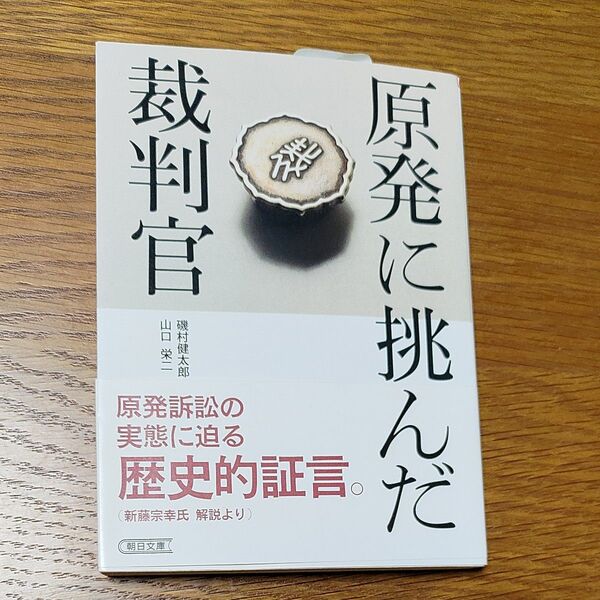 原発に挑んだ
裁判官
裁
磯村健太郎
山口 栄二
原発訴訟の
実態に迫る
歴史的証言。
(新藤宗幸氏 解説より)
朝日文庫